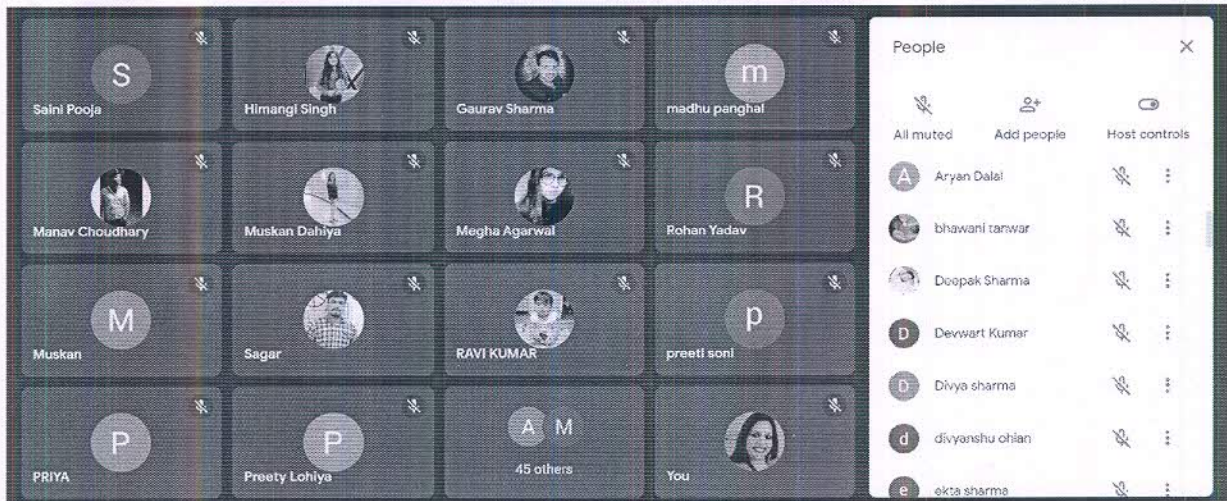 S
Saini Pooja
Himangi Singh
Gaurav Sharma
m
madhu panghal
Manav Choudhary
Muskan Dahiya
Megha Agarwal
R
Rohan Yadav
M
Muskan
Sagar
RAVI KUMAR
p
preeti soni
P
PRIYA
P
Preety Lohiya
A M
45 others
You
People
All muted Add people Host controls
A Aryan Dalal
bhawani tanwar
Deepak Sharma
D Devwart Kumar
D Divya sharma
d divyanshu ohlan
e ekta sharma